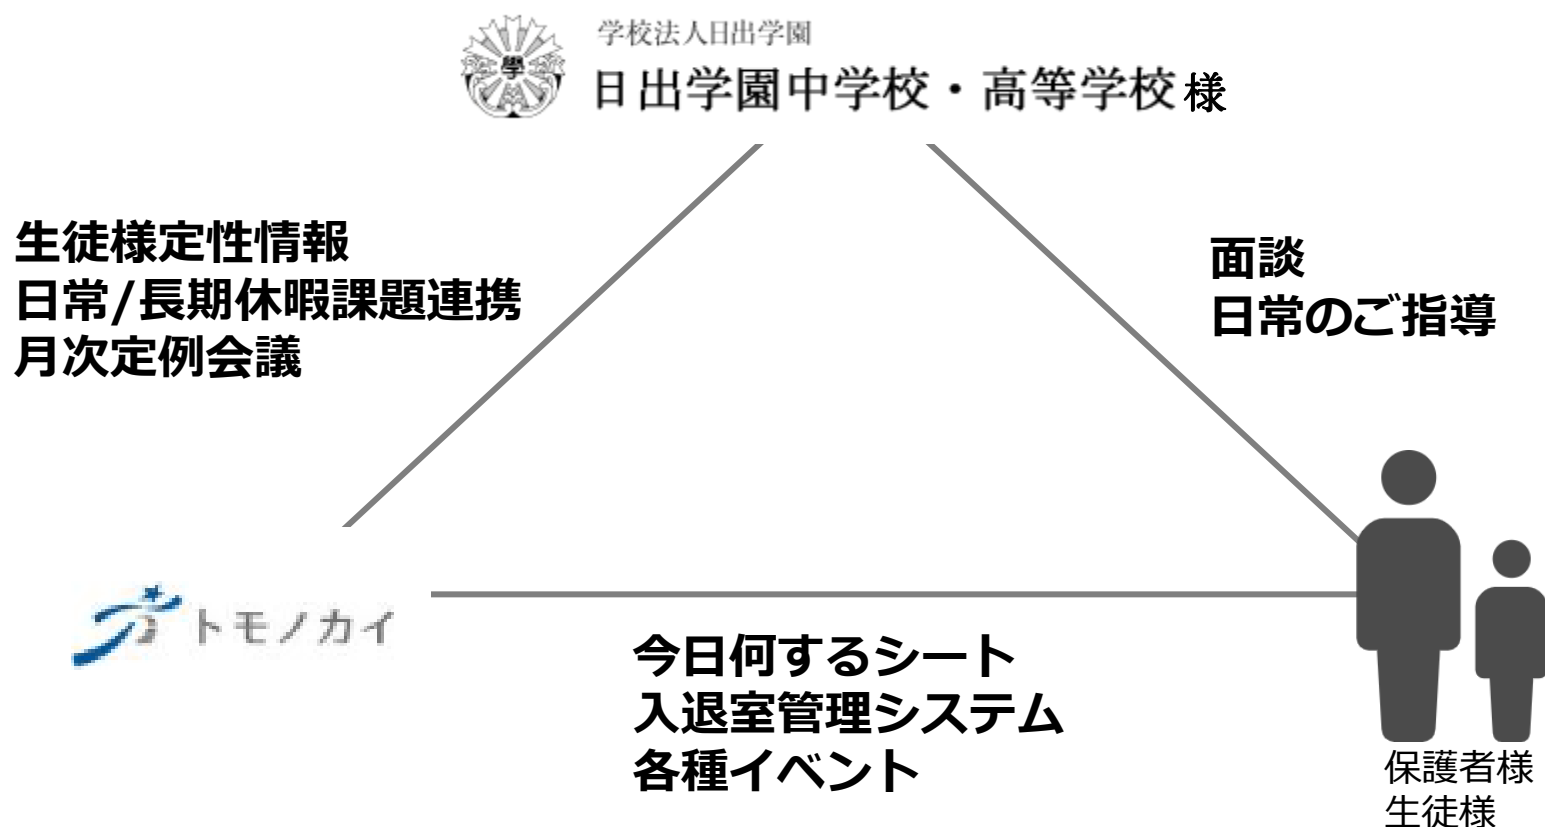 学校法人日出学園
學
日出学園中学校・高等学校様
生徒様定性情報
日常/長期休暇課題連携
月次定例会議
面談
日常のご指導
トモノカイ
今日何するシート
入退室管理システム
各種イベント
保護者様
生徒様